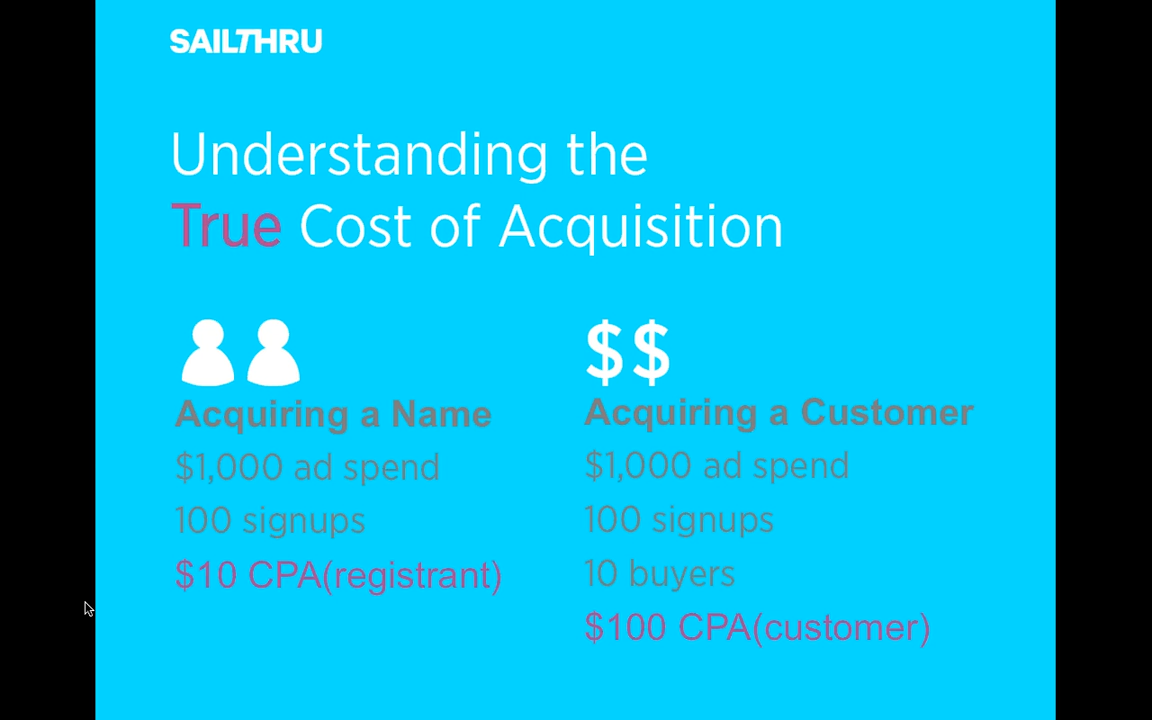 SAILTHRU
Understanding the
True Cost of Acquisition
$$
Acquiring a Name
$1,000 ad spend
100 signups
$10 CPA(registrant)
Acquiring a Customer
$1,000 ad spend
100 signups
10 buyers
$100 CPA(customer)